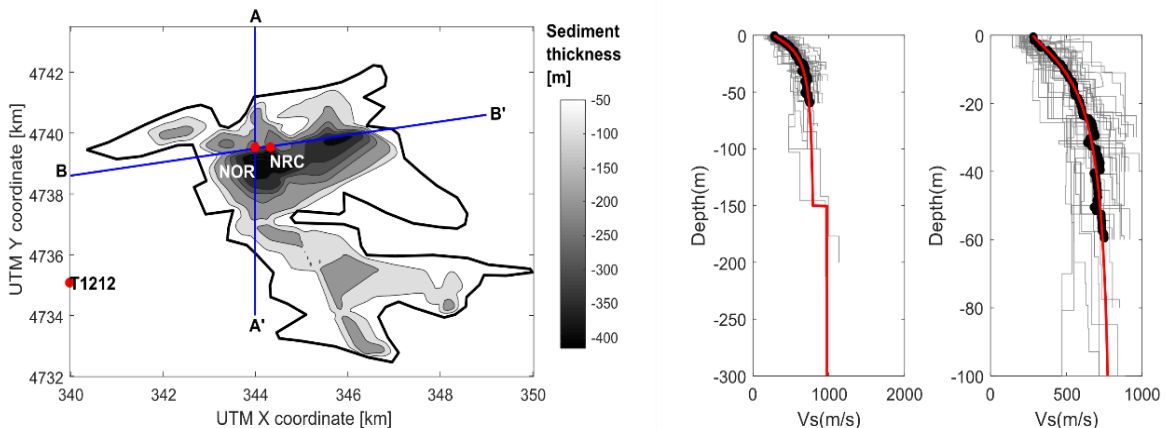 A
Sediment
thickness
[m]
4742
4740
4738
4736
4734
4732
UTM Y coordinate [km]
B'
B
NOR
NRC
T1212
A'
340
342
344
346
348
350
UTM X coordinate [km]
-50
-100
-150
-200
-250
-300
-350
-400
0
-50
-100
-150
-200
-250
-300
Depth(m)
0
1000
2000
Vs(m/s)
0
-20
-40
-60
-80
-100
Depth(m)
0
500
1000
Vs(m/s)